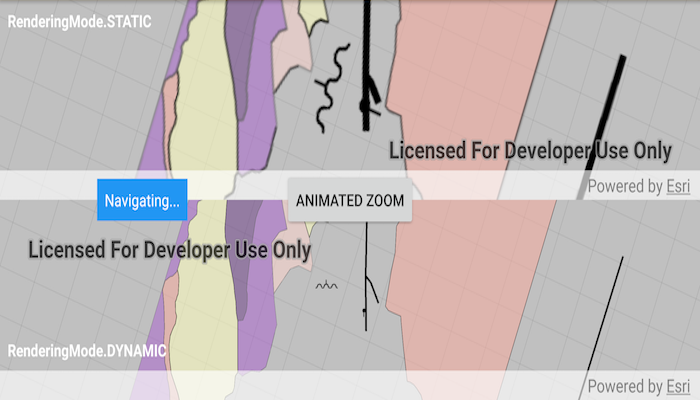 RenderingMode.STATIC
Licensed For Developer Use Only
Powered by Esri
Navigating...
ANIMATED ZOOM
Licensed For Developer Use Only
RenderingMode.DYNAMIC
Powered by Esri